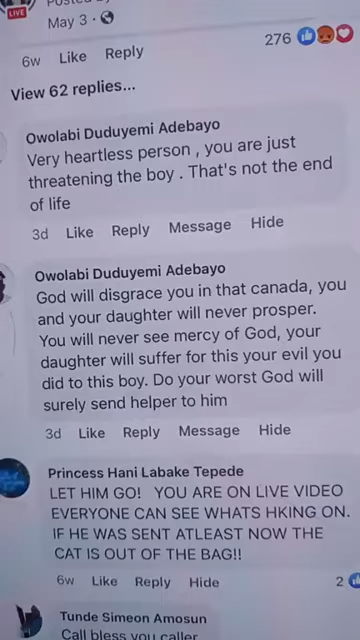 LIVE
Posted by
May 3 ·
276
6w Like Reply
View 62 replies...
Owolabi Duduyemi Adebayo
Very heartless person , you are just
threatening the boy . That's not the end
of life
3d Like Reply Message Hide
Owolabi Duduyemi Adebayo
God will disgrace you in that canada, you
and your daughter will never prosper.
You will never see mercy of God, your
daughter will suffer for this your evil you
did to this boy. Do your worst God will
surely send helper to him
3d Like Reply Message Hide
Princess Hani Labake Tepede
LET HIM GO! YOU ARE ON LIVE VIDEO
EVERYONE CAN SEE WHATS HKING ON.
IF HE WAS SENT ATLEAST NOW THE
CAT IS OUT OF THE BAG!!
6w Like Reply Hide 2
Tunde Simeon Amosun
Call bless you caller